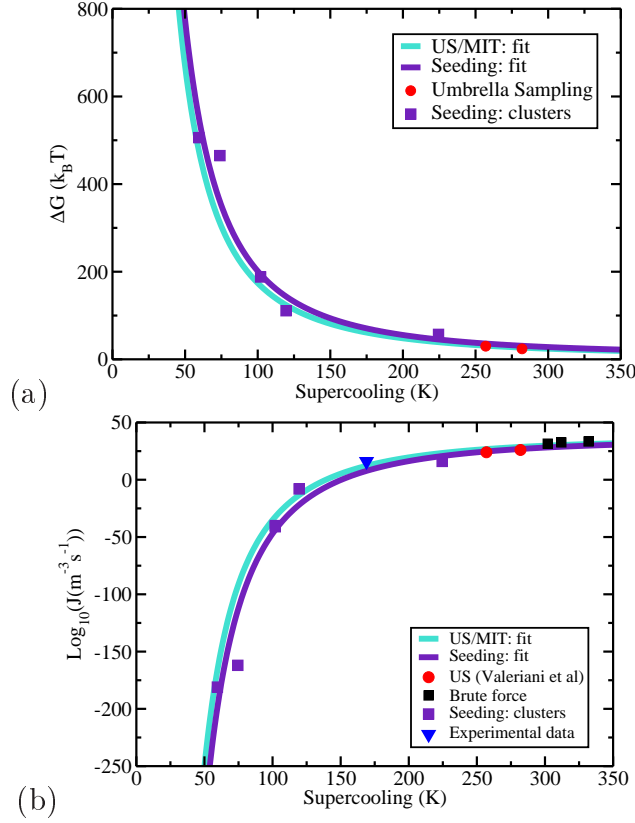 800
600
400
200
0
ΔG (k_BT)
US/MIT: fit
Seeding: fit
Umbrella Sampling
Seeding: clusters
0 50 100 150 200 250 300 350
Supercooling (K)
(a)
50
0
-50
-100
-150
-200
-250
Log₁₀(J(m⁻³ s⁻¹))
US/MIT: fit
Seeding: fit
US (Valeriani et al)
Brute force
Seeding: clusters
Experimental data
0 50 100 150 200 250 300 350
Supercooling (K)
(b)